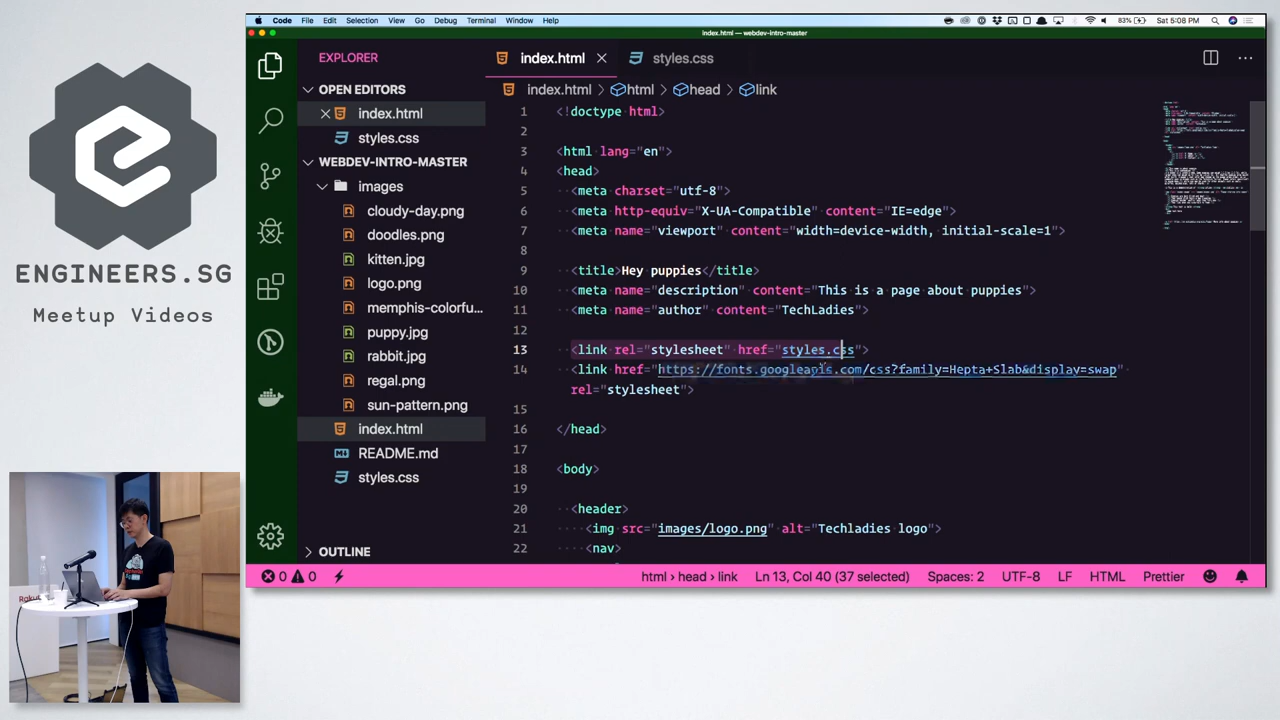 Code File Edit Selection View Go Debug Terminal Window Help
83% Sat 5:08 PM
index.html — webdev-intro-master
EXPLORER
OPEN EDITORS
index.html
styles.css
WEBDEV-INTRO-MASTER
images
cloudy-day.png
doodles.png
kitten.jpg
logo.png
memphis-colorfu...
puppy.jpg
rabbit.jpg
regal.png
sun-pattern.png
index.html
README.md
styles.css
OUTLINE
index.html styles.css
index.html › html › head › link
1 <!doctype html>
2
3 <html lang="en">
4 <head>
5 <meta charset="utf-8">
6 <meta http-equiv="X-UA-Compatible" content="IE=edge">
7 <meta name="viewport" content="width=device-width, initial-scale=1">
8
9 <title>Hey puppies</title>
10 <meta name="description" content="This is a page about puppies">
11 <meta name="author" content="TechLadies">
12
13 <link rel="stylesheet" href="styles.css">
14 <link href="https://fonts.googleapis.com/css?family=Hepta+Slab&display=swap"
rel="stylesheet">
15
16 </head>
17
18 <body>
19
20 <header>
21 <img src="images/logo.png" alt="Techladies logo">
22 <nav>
0 0 html › head › link Ln 13, Col 40 (37 selected) Spaces: 2 UTF-8 LF HTML Prettier
ENGINEERS.SG
Meetup Videos